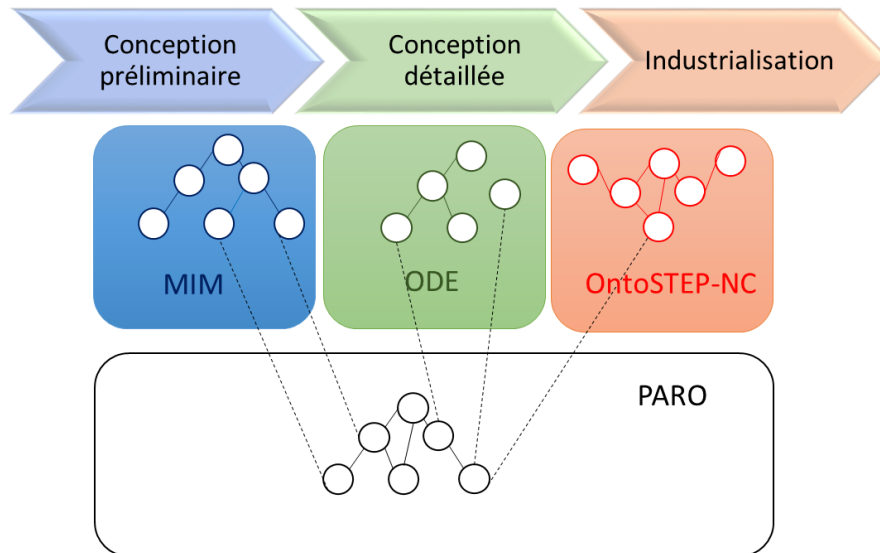 Conception
préliminaire
Conception
détaillée
Industrialisation
MIM
ODE
OntoSTEP-NC
PARO